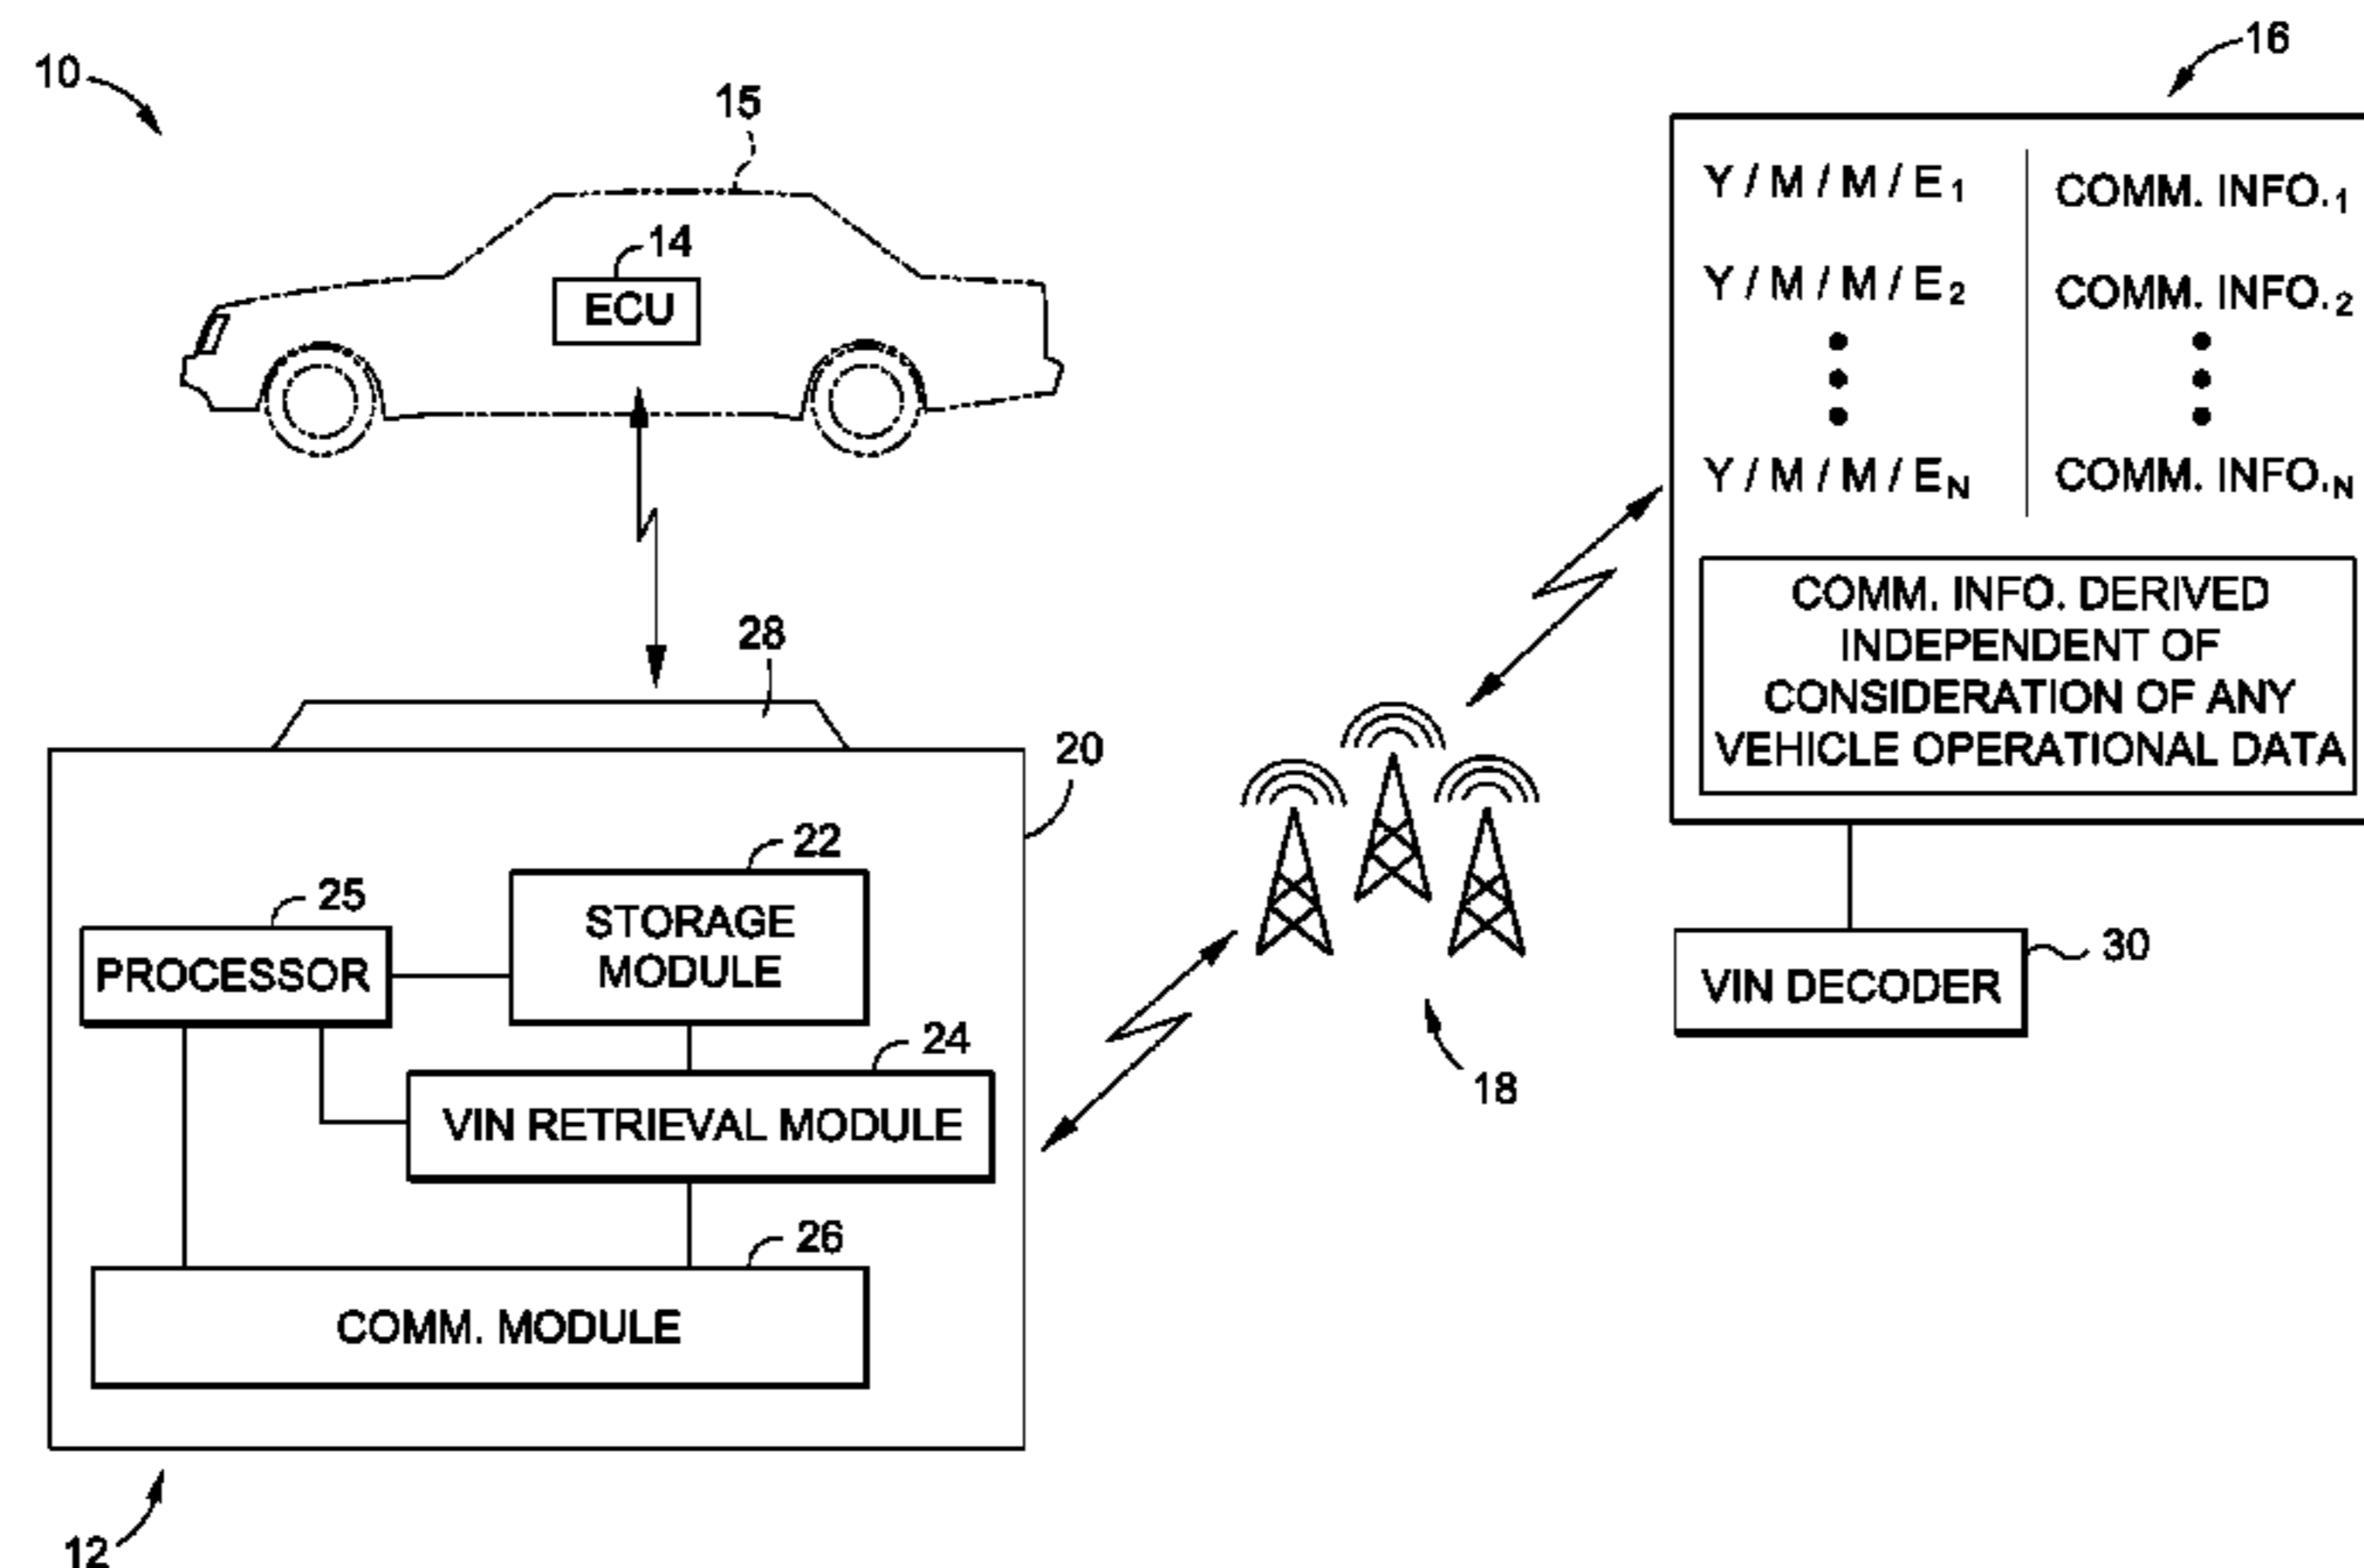 10
15
14
ECU
16
Y / M / M / E1
COMM. INFO.1
Y / M / M / E2
COMM. INFO.2
Y / M / M / EN
COMM. INFO.N
COMM. INFO. DERIVED
INDEPENDENT OF
CONSIDERATION OF ANY
VEHICLE OPERATIONAL DATA
28
20
22
STORAGE
MODULE
25
PROCESSOR
24
VIN RETRIEVAL MODULE
26
COMM. MODULE
12
18
30
VIN DECODER